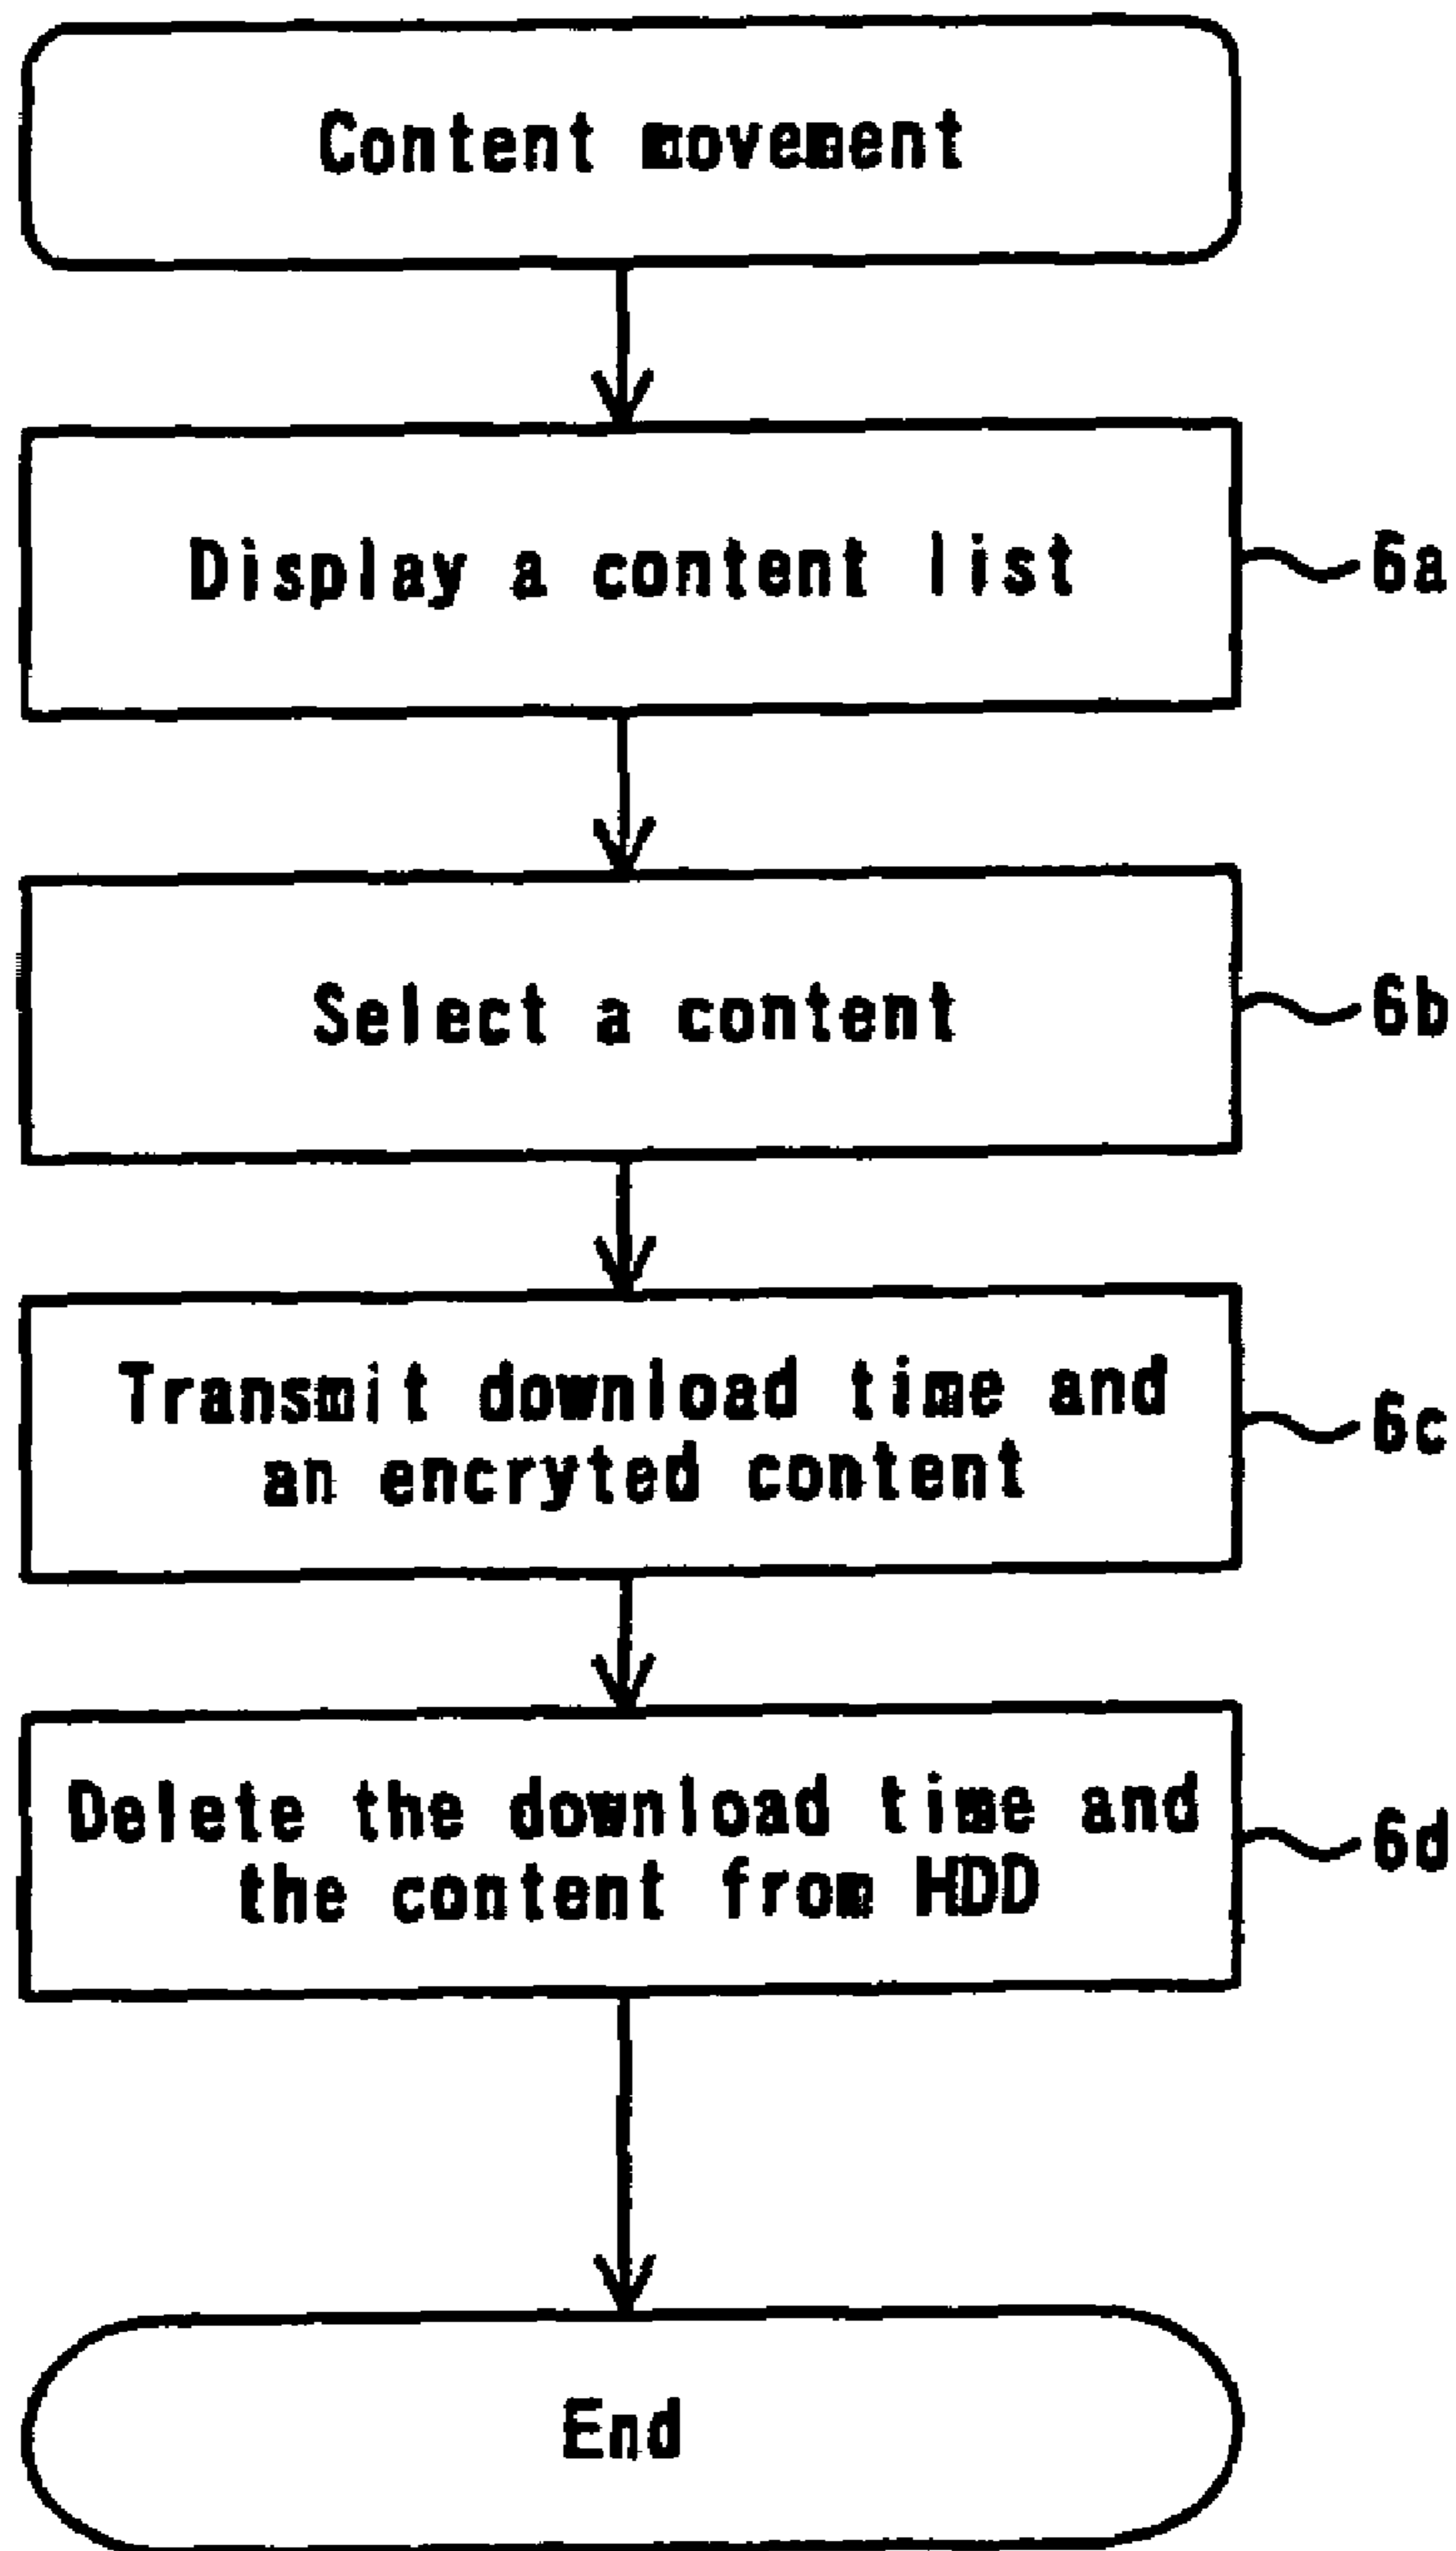 Content movement
Display a content list
6a
Select a content
6b
Transmit download time and
an encryted content
6c
Delete the download time and
the content from HDD
6d
End